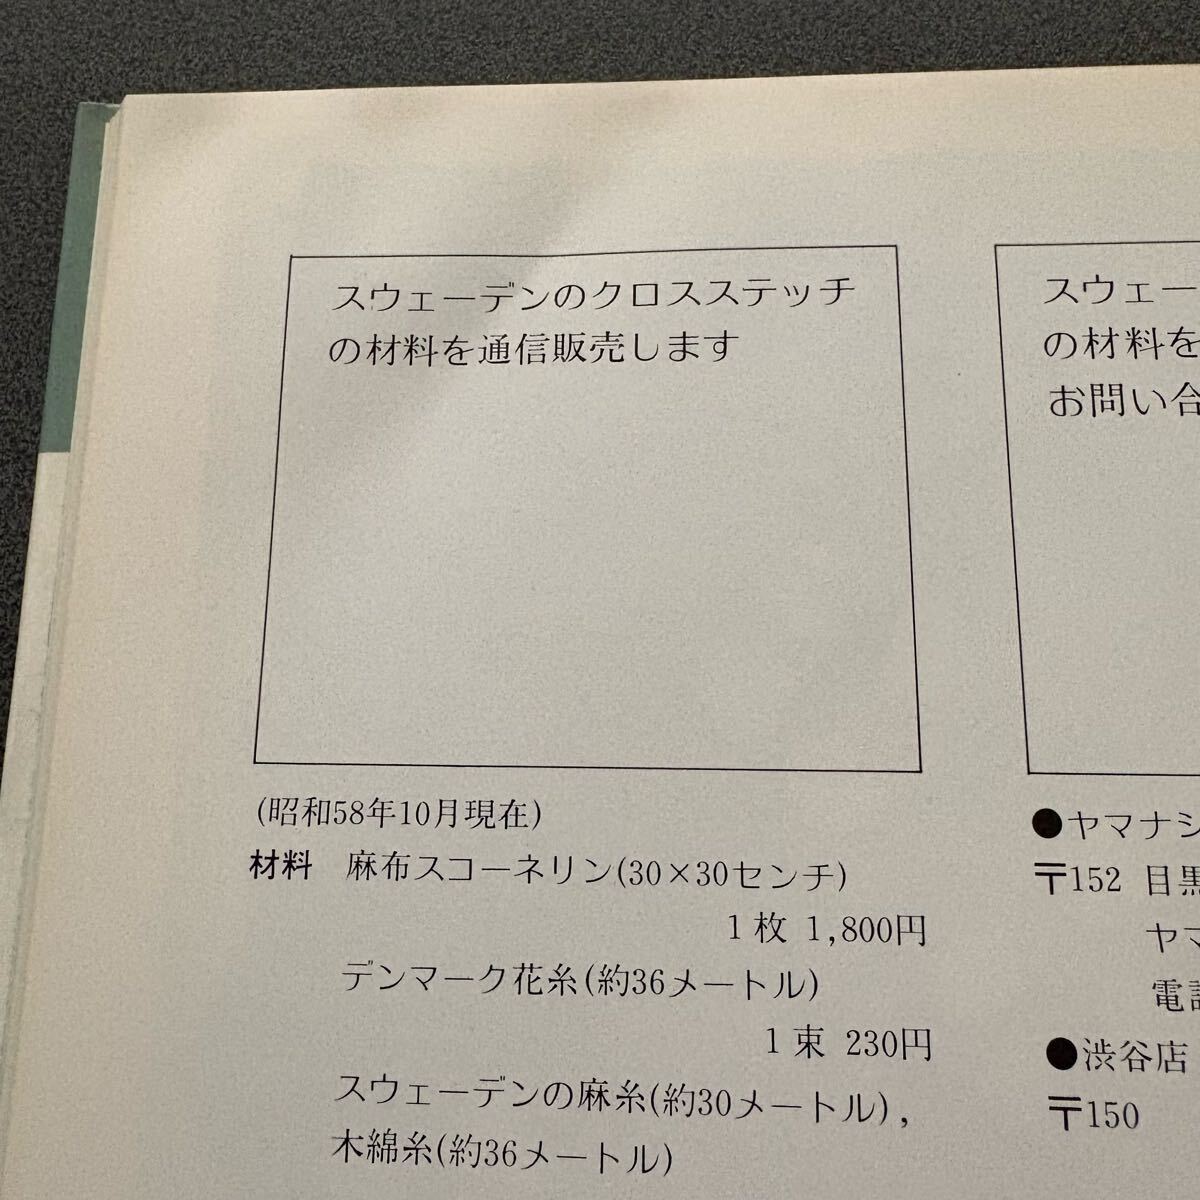 スウェーデンのクロスステッチ
の材料を通信販売します
(昭和58年10月現在)
材料 麻布スコーネリン(30×30センチ)
1枚 1,800円
デンマーク花糸(約36メートル)
1束 230円
スウェーデンの麻糸(約30メートル),
木綿糸(約36メートル)
スウェー
の材料を
お問い合
●ヤマナシ
〒152 目黒
ヤマ
電話
●渋谷店
〒150